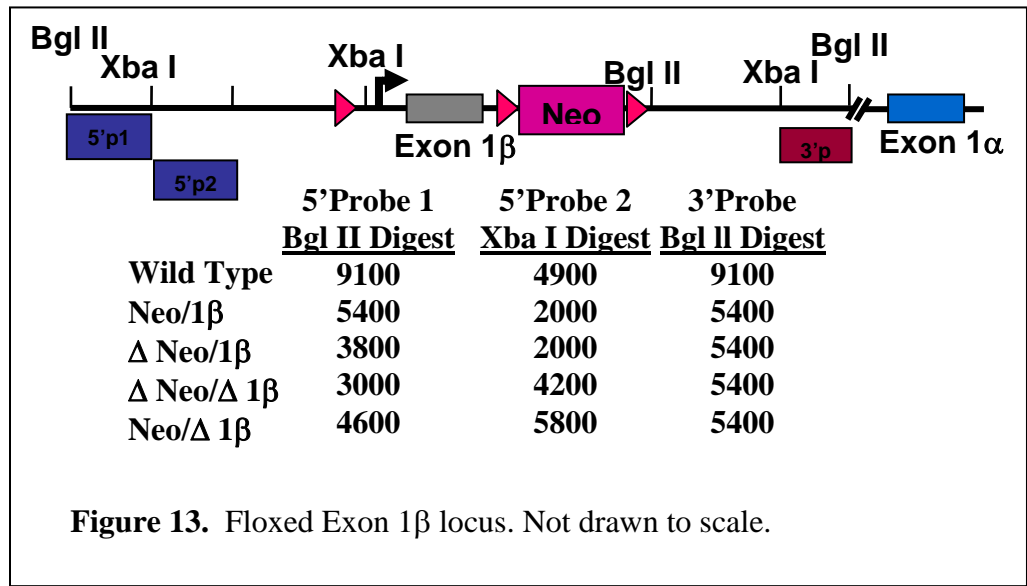 Bgl II
Xba I
Xba I
Bgl II
Xba I
Bgl II
Neo
5'p1
5'p2
Exon 1β
3'p
Exon 1α
5'Probe 1 5'Probe 2 3'Probe
Bgl II Digest Xba I Digest Bgl ll Digest
Wild Type 9100 4900 9100
Neo/1β 5400 2000 5400
Δ Neo/1β 3800 2000 5400
Δ Neo/Δ 1β 3000 4200 5400
Neo/Δ 1β 4600 5800 5400
Figure 13. Floxed Exon 1β locus. Not drawn to scale.